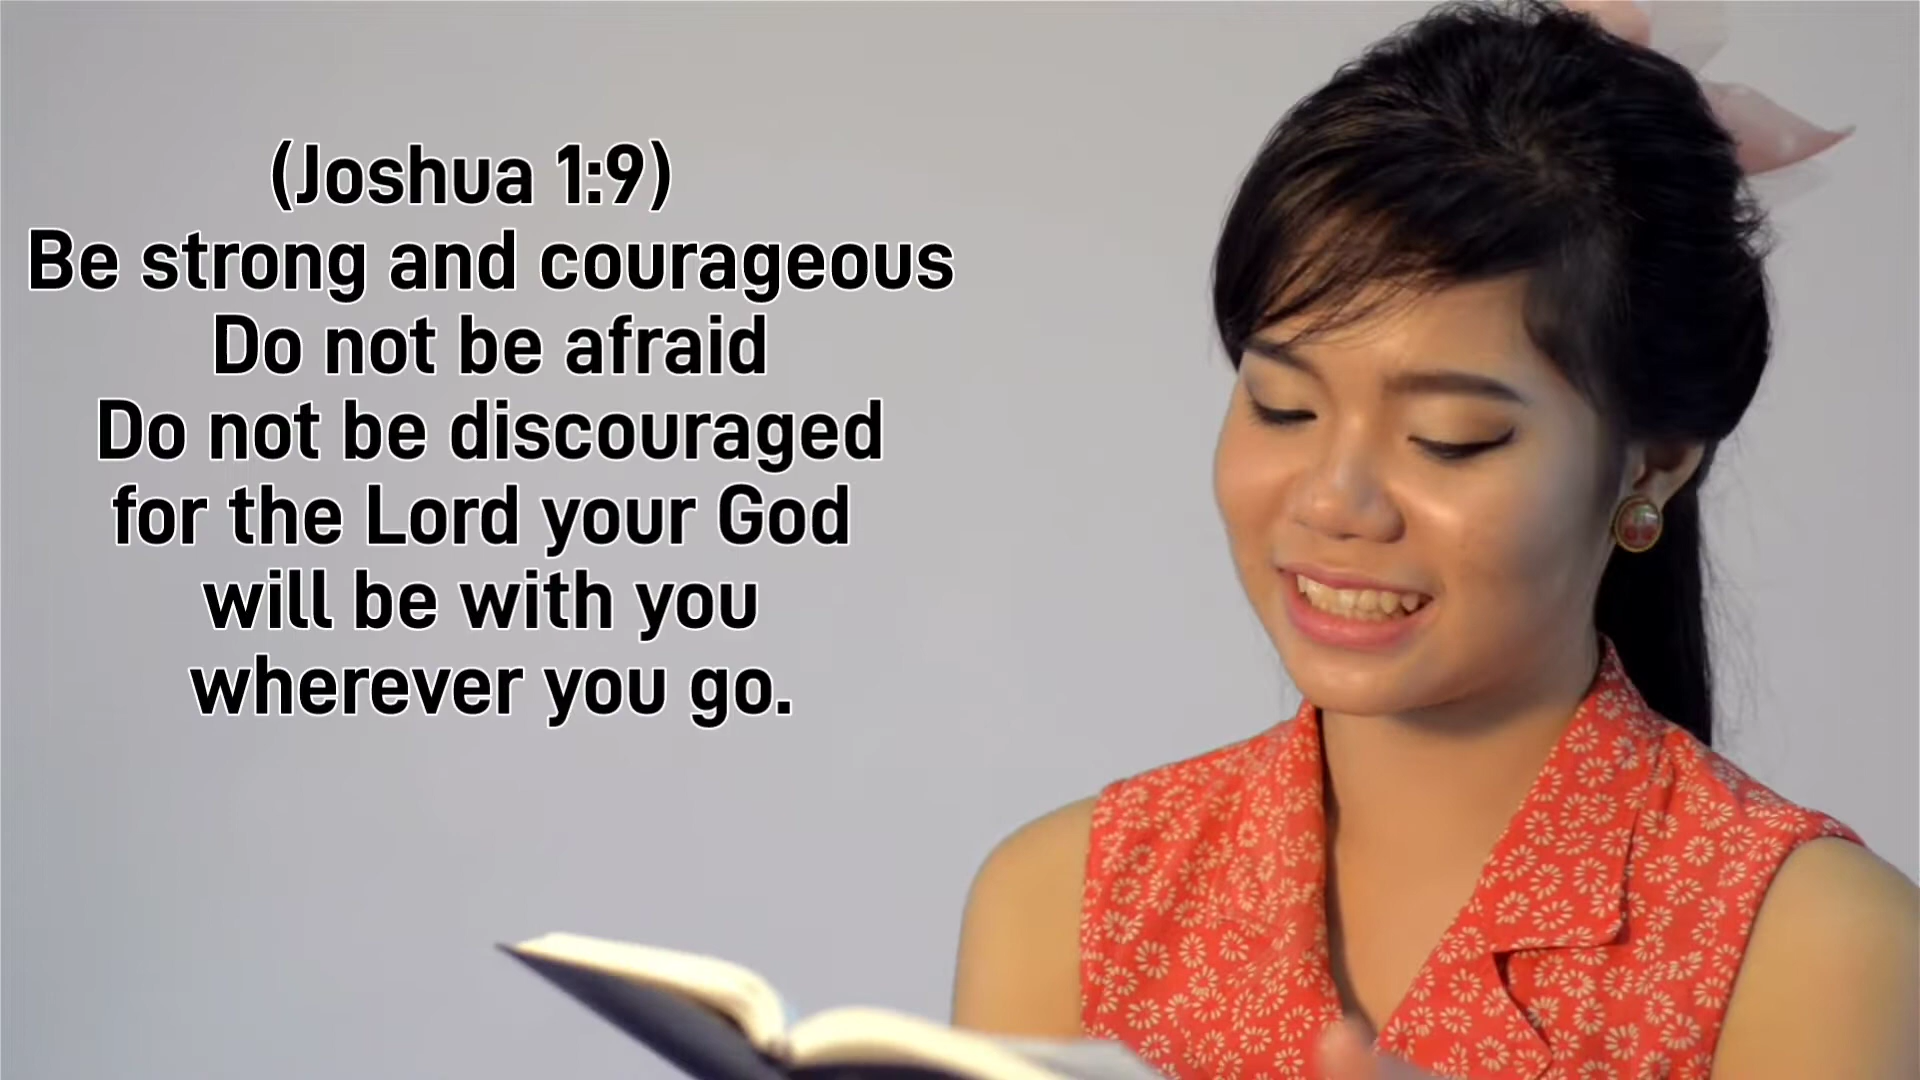 (Joshua 1:9)
Be strong and courageous
Do not be afraid
Do not be discouraged
for the Lord your God
will be with you
wherever you go.